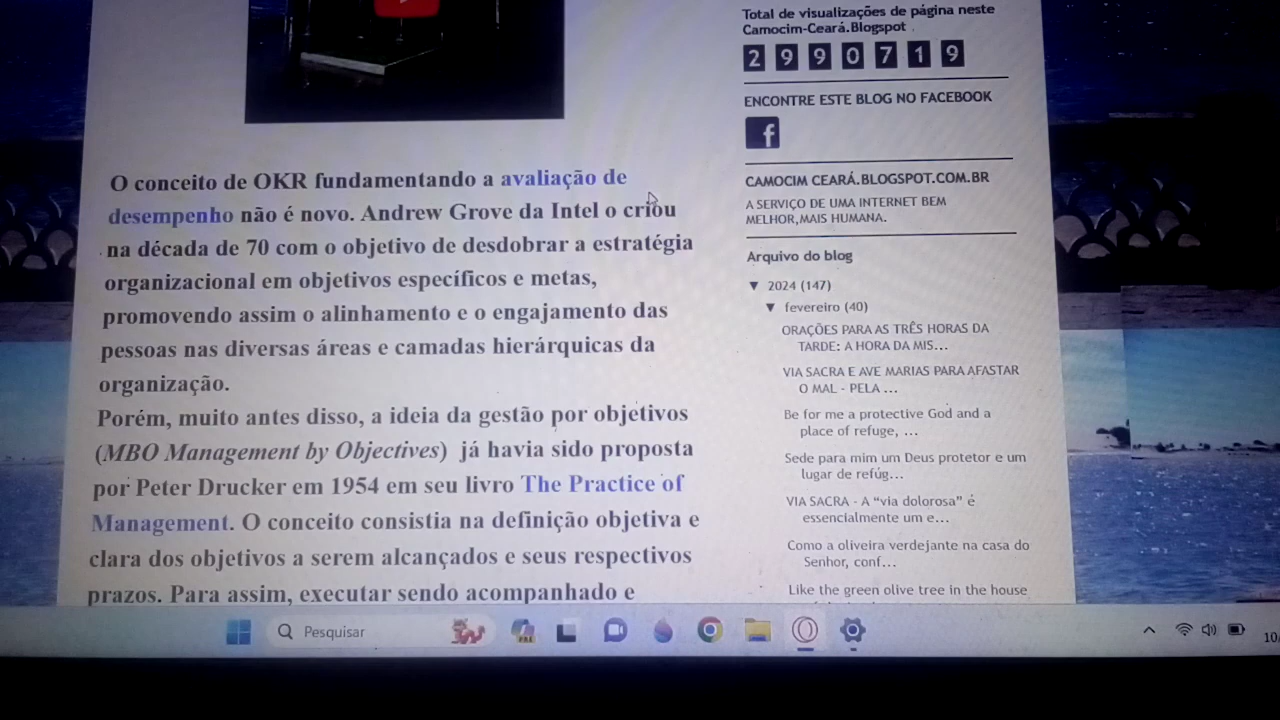 O conceito de OKR fundamentando a avaliação de
desempenho não é novo. Andrew Grove da Intel o criou
na década de 70 com o objetivo de desdobrar a estratégia
organizacional em objetivos específicos e metas,
promovendo assim o alinhamento e o engajamento das
pessoas nas diversas áreas e camadas hierárquicas da
organização.
Porém, muito antes disso, a ideia da gestão por objetivos
(MBO Management by Objectives) já havia sido proposta
por Peter Drucker em 1954 em seu livro The Practice of
Management. O conceito consistia na definição objetiva e
clara dos objetivos a serem alcançados e seus respectivos
prazos. Para assim, executar sendo acompanhado e
Total de visualizações de página neste
Camocim-Ceará.Blogspot
2990719
ENCONTRE ESTE BLOG NO FACEBOOK
f
CAMOCIM CEARÁ.BLOGSPOT.COM.BR
A SERVIÇO DE UMA INTERNET BEM
MELHOR,MAIS HUMANA.
Arquivo do blog
▼ 2024 (147)
▼ fevereiro (40)
ORAÇÕES PARA AS TRÊS HORAS DA
TARDE: A HORA DA MIS...
VIA SACRA E AVE MARIAS PARA AFASTAR
O MAL - PELA ...
Be for me a protective God and a
place of refuge, ...
Sede para mim um Deus protetor e um
lugar de refúg...
VIA SACRA - A “via dolorosa” é
essencialmente um e...
Como a oliveira verdejante na casa do
Senhor, conf...
Like the green olive tree in the house
Pesquisar
PRE
10/